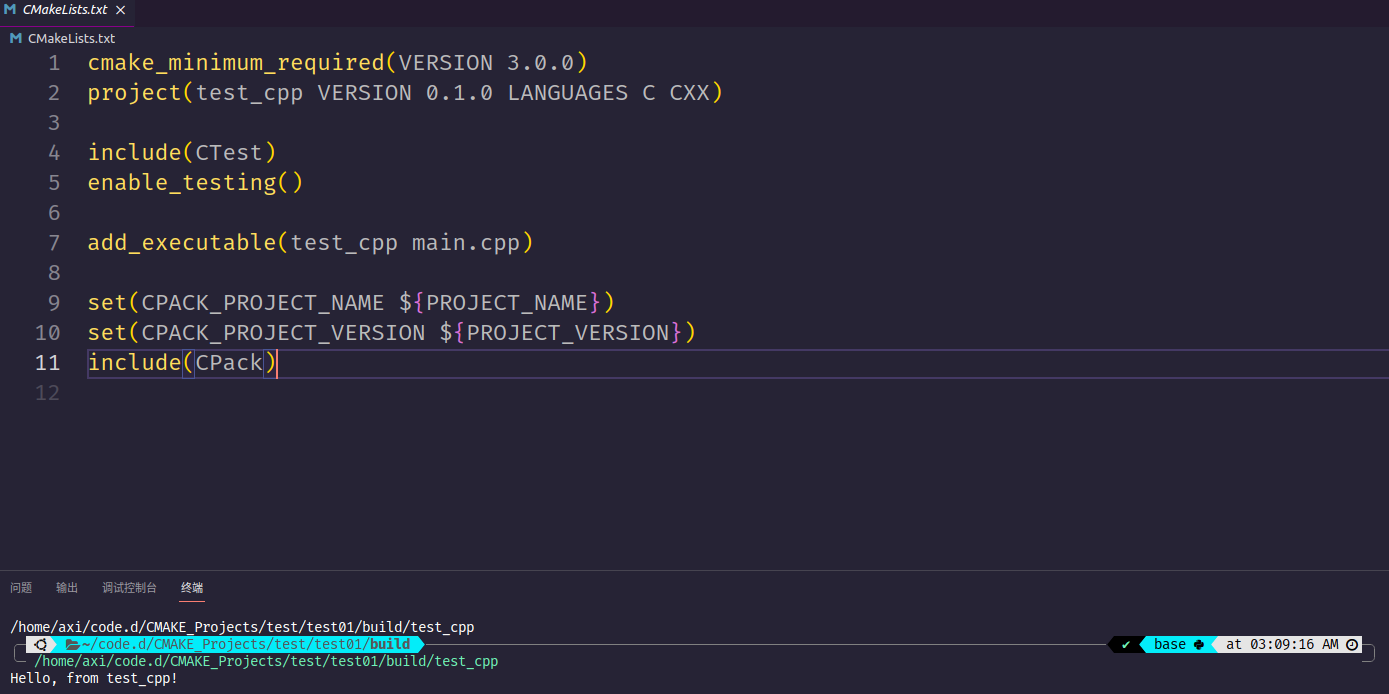 CMakeLists.txt
CMakeLists.txt
1 cmake_minimum_required(VERSION 3.0.0)
2 project(test_cpp VERSION 0.1.0 LANGUAGES C CXX)
3
4 include(CTest)
5 enable_testing()
6
7 add_executable(test_cpp main.cpp)
8
9 set(CPACK_PROJECT_NAME ${PROJECT_NAME})
10 set(CPACK_PROJECT_VERSION ${PROJECT_VERSION})
11 include(CPack)
12
问题 输出 调试控制台 终端
/home/axi/code.d/CMAKE_Projects/test/test01/build/test_cpp
~/code.d/CMAKE_Projects/test/test01/build ✔ base at 03:09:16 AM
/home/axi/code.d/CMAKE_Projects/test/test01/build/test_cpp
Hello, from test_cpp!